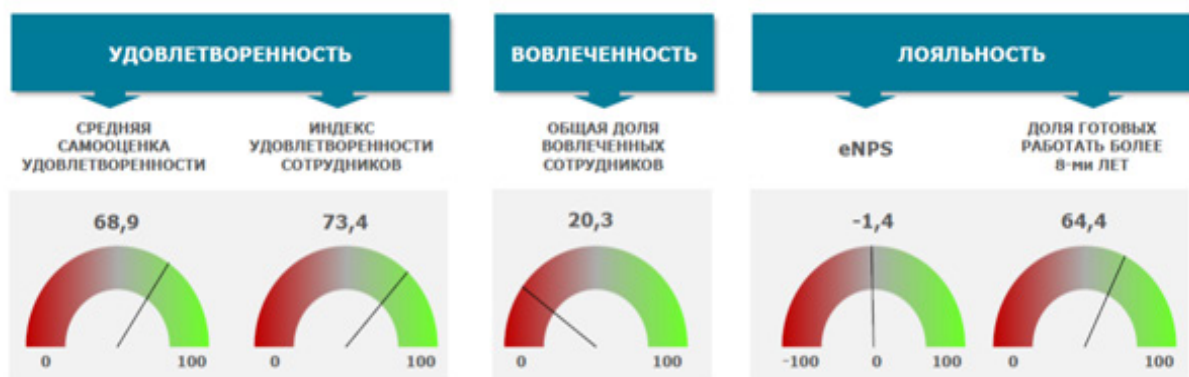 УДОВЛЕТВОРЕННОСТЬ
ВОВЛЕЧЕННОСТЬ
ЛОЯЛЬНОСТЬ
СРЕДНЯЯ
САМООЦЕНКА
УДОВЛЕТВОРЕННОСТИ
ИНДЕКС
УДОВЛЕТВОРЕННОСТИ
СОТРУДНИКОВ
ОБЩАЯ ДОЛЯ
ВОВЛЕЧЕННЫХ
СОТРУДНИКОВ
eNPS
ДОЛЯ ГОТОВЫХ
РАБОТАТЬ БОЛЕЕ
8-ми ЛЕТ
68,9
73,4
20,3
-1,4
64,4
0 100
0 100
0 100
-100 0 100
0 100